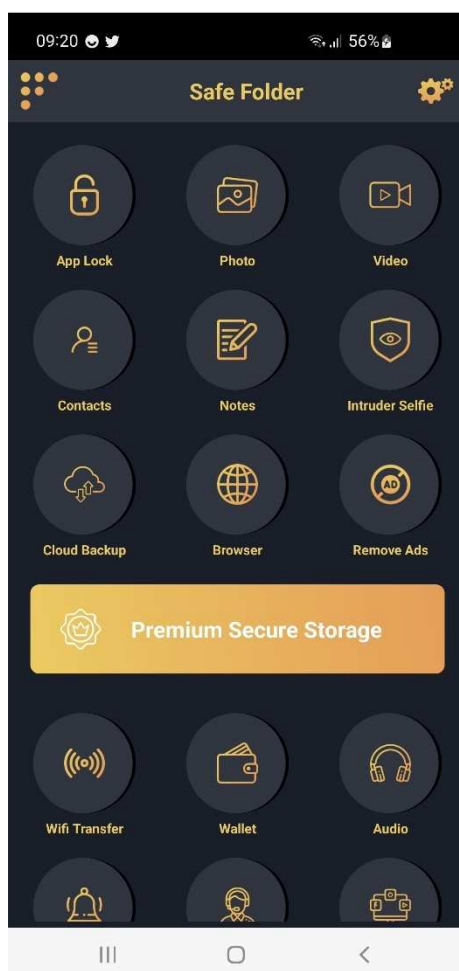 09:20 56%
Safe Folder
App Lock Photo Video
Contacts Notes Intruder Selfie
AD
Cloud Backup Browser Remove Ads
Premium Secure Storage
Wifi Transfer Wallet Audio
F